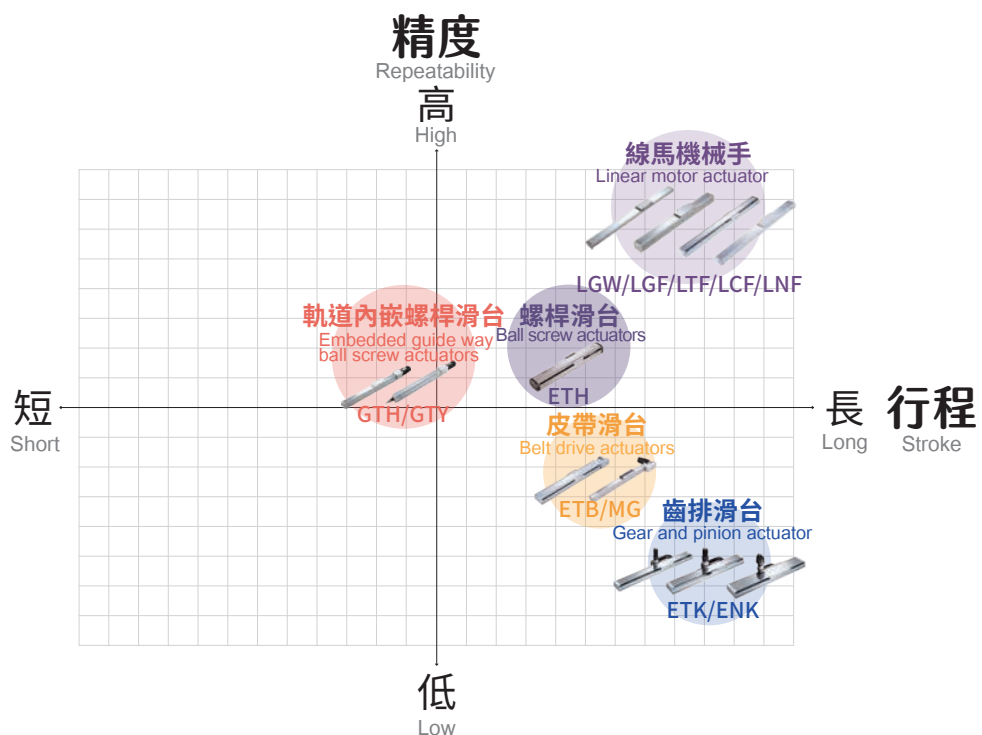 精度
Repeatability
高
High
線馬機械手
Linear motor actuator
LGW/LGF/LTF/LCF/LNF
軌道內嵌螺桿滑台
Embedded guide way
ball screw actuators
GTH/GTY
螺桿滑台
Ball screw actuators
ETH
短
Short
長
Long
行程
Stroke
皮帶滑台
Belt drive actuators
ETB/MG
齒排滑台
Gear and pinion actuator
ETK/ENK
低
Low